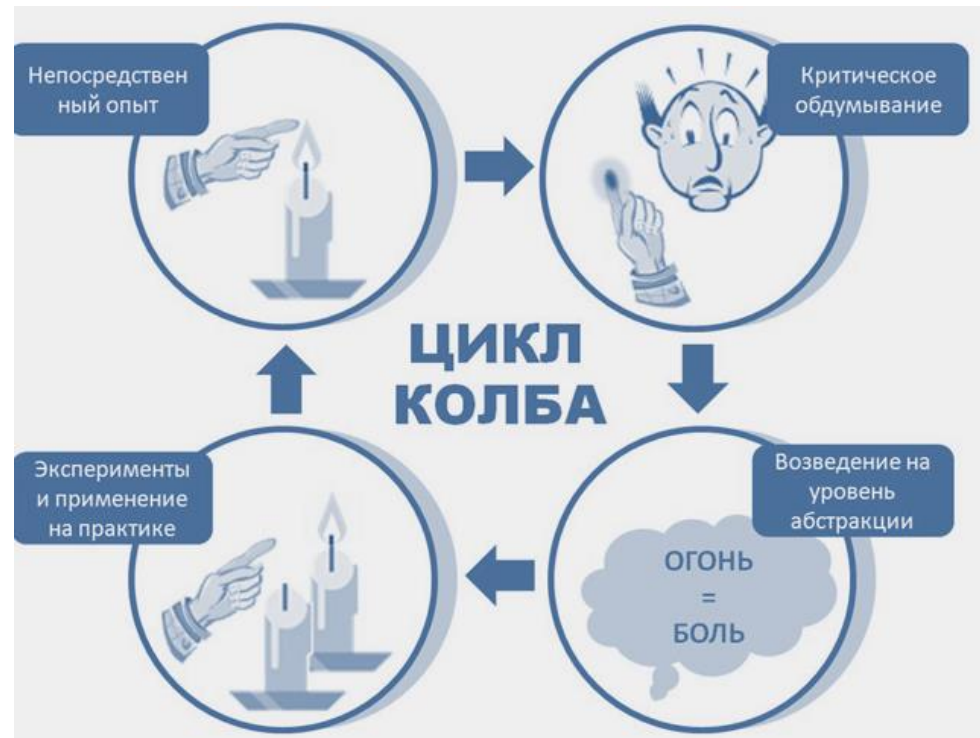 Непосредствен
ный опыт
Критическое
обдумывание
ЦИКЛ
КОЛБА
Эксперименты
и применение
на практике
Возведение на
уровень
абстракции
ОГОНЬ
=
БОЛЬ